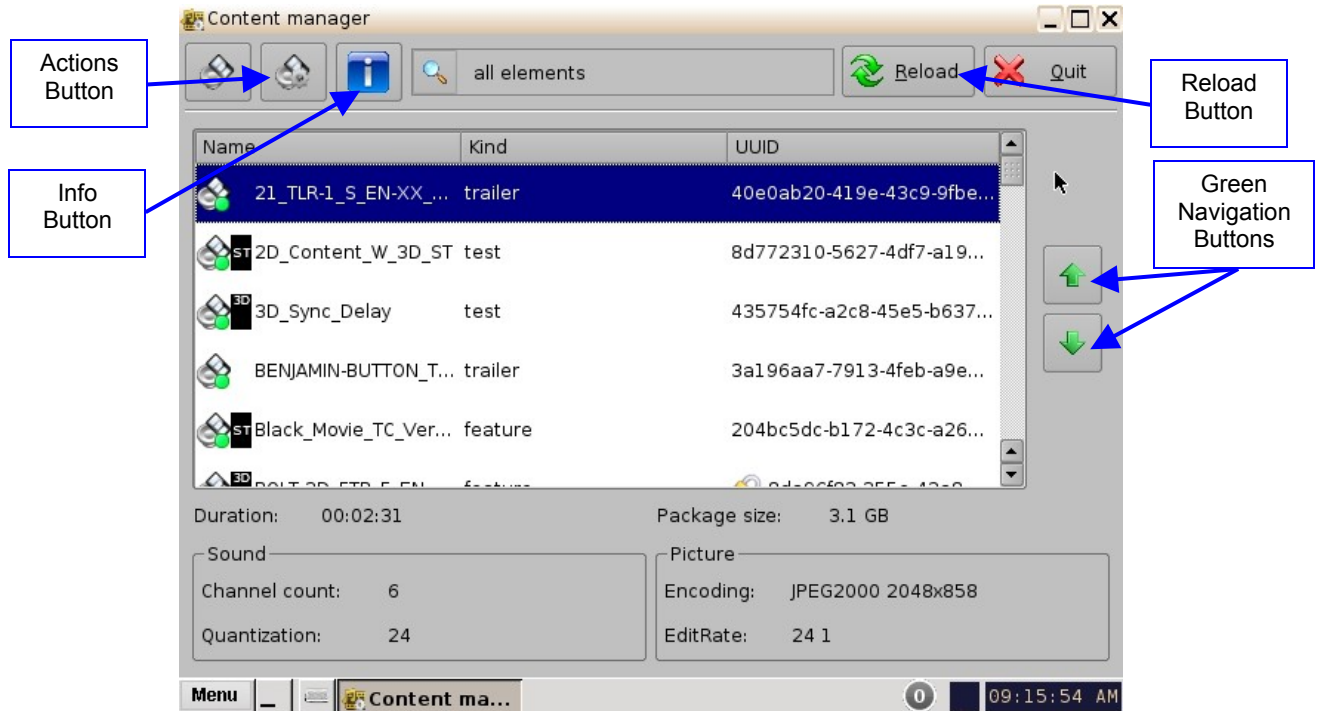 Content manager
Actions
Button
i
all elements
Reload
Quit
Reload
Button
Info
Button
Green
Navigation
Buttons
Name Kind UUID
21_TLR-1_S_EN-XX_... trailer 40e0ab20-419e-43c9-9fbe...
ST 2D_Content_W_3D_ST test 8d772310-5627-4df7-a19...
3D 3D_Sync_Delay test 435754fc-a2c8-45e5-b637...
BENJAMIN-BUTTON_T... trailer 3a196aa7-7913-4feb-a9e...
ST Black_Movie_TC_Ver... feature 204bc5dc-b172-4c3c-a26...
3D feature
Duration: 00:02:31 Package size: 3.1 GB
Sound
Channel count: 6
Quantization: 24
Picture
Encoding: JPEG2000 2048x858
EditRate: 24 1
Menu _ Content ma... 0 09:15:54 AM